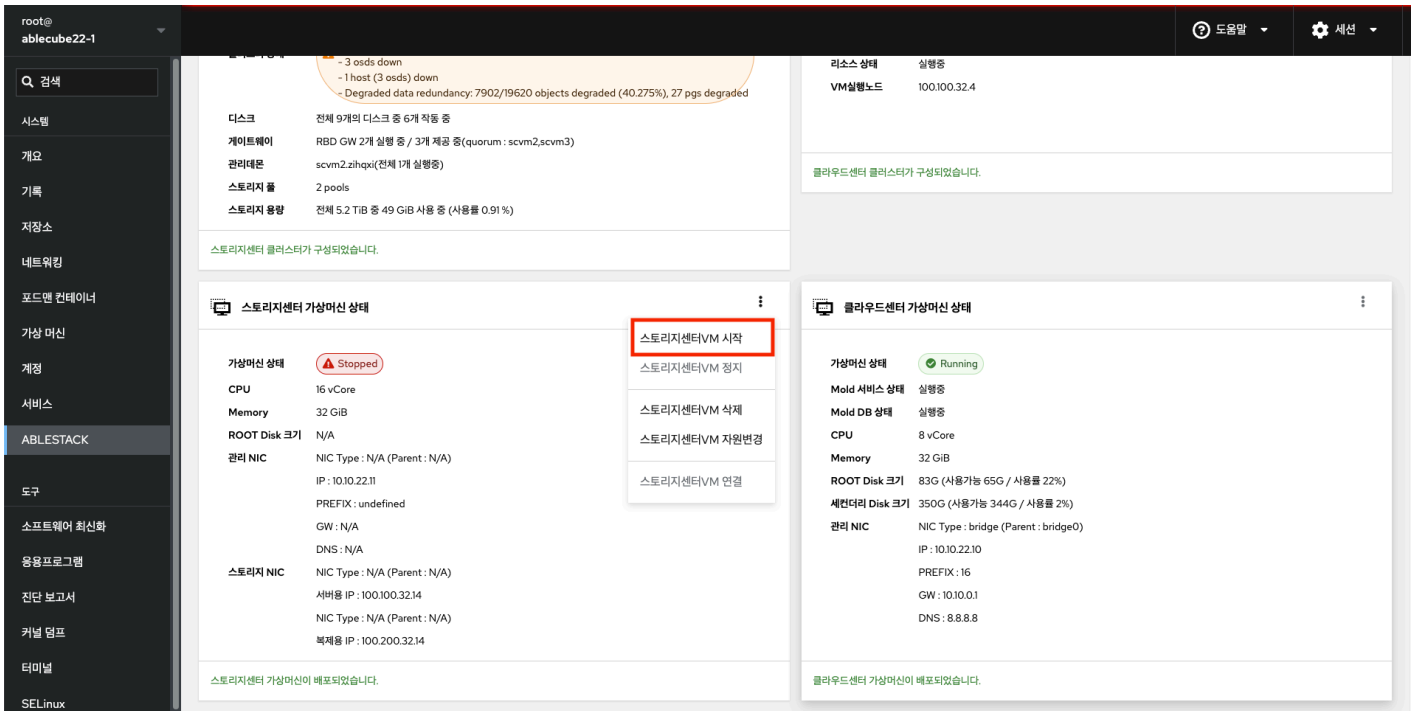 root@
ablecube22-1
도움말
세션
검색
시스템
개요
기록
저장소
네트워킹
포드맨 컨테이너
가상 머신
계정
서비스
ABLESTACK
도구
소프트웨어 최신화
응용프로그램
진단 보고서
커널 덤프
터미널
SELinux
- 3 osds down
- 1 host (3 osds) down
- Degraded data redundancy: 7902/19620 objects degraded (40.275%), 27 pgs degraded
디스크 전체 9개의 디스크 중 6개 작동 중
게이트웨이 RBD GW 2개 실행 중 / 3개 제공 중(quorum : scvm2,scvm3)
관리데몬 scvm2.zihqxi(전체 1개 실행중)
스토리지 풀 2 pools
스토리지 용량 전체 5.2 TiB 중 49 GiB 사용 중 (사용률 0.91 %)
스토리지센터 클러스터가 구성되었습니다.
리소스 상태 실행중
VM실행노드 100.100.32.4
클라우드센터 클러스터가 구성되었습니다.
스토리지센터 가상머신 상태
스토리지센터VM 시작
스토리지센터VM 정지
스토리지센터VM 삭제
스토리지센터VM 자원변경
스토리지센터VM 연결
가상머신 상태 Stopped
CPU 16 vCore
Memory 32 GiB
ROOT Disk 크기 N/A
관리 NIC NIC Type : N/A (Parent : N/A)
IP : 10.10.22.11
PREFIX : undefined
GW : N/A
DNS : N/A
스토리지 NIC NIC Type : N/A (Parent : N/A)
서버용 IP : 100.100.32.14
NIC Type : N/A (Parent : N/A)
복제용 IP : 100.200.32.14
스토리지센터 가상머신이 배포되었습니다.
클라우드센터 가상머신 상태
가상머신 상태 Running
Mold 서비스 상태 실행중
Mold DB 상태 실행중
CPU 8 vCore
Memory 32 GiB
ROOT Disk 크기 83G (사용가능 65G / 사용률 22%)
세컨더리 Disk 크기 350G (사용가능 344G / 사용률 2%)
관리 NIC NIC Type : bridge (Parent : bridge0)
IP : 10.10.22.10
PREFIX : 16
GW : 10.10.0.1
DNS : 8.8.8.8
클라우드센터 가상머신이 배포되었습니다.